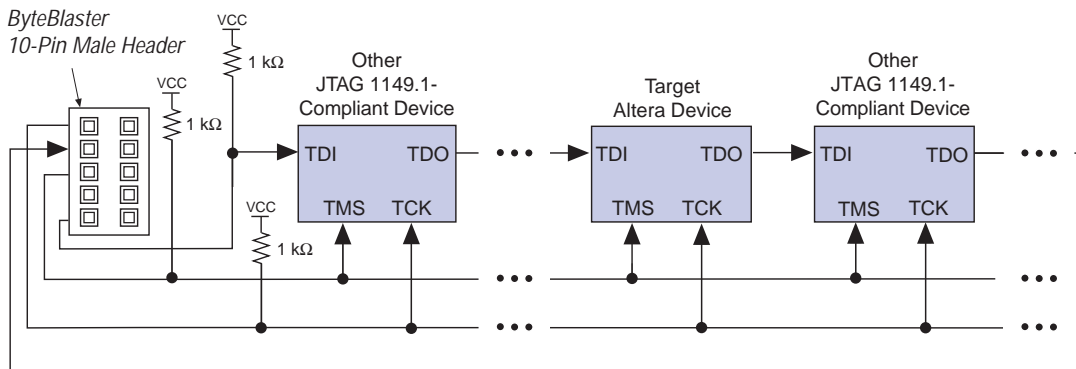 ByteBlaster
10-Pin Male Header
VCC
1 kΩ
VCC
1 kΩ
VCC
1 kΩ
Other
JTAG 1149.1-
Compliant Device
TDI TDO
TMS TCK
Target
Altera Device
TDI TDO
TMS TCK
Other
JTAG 1149.1-
Compliant Device
TDI TDO
TMS TCK